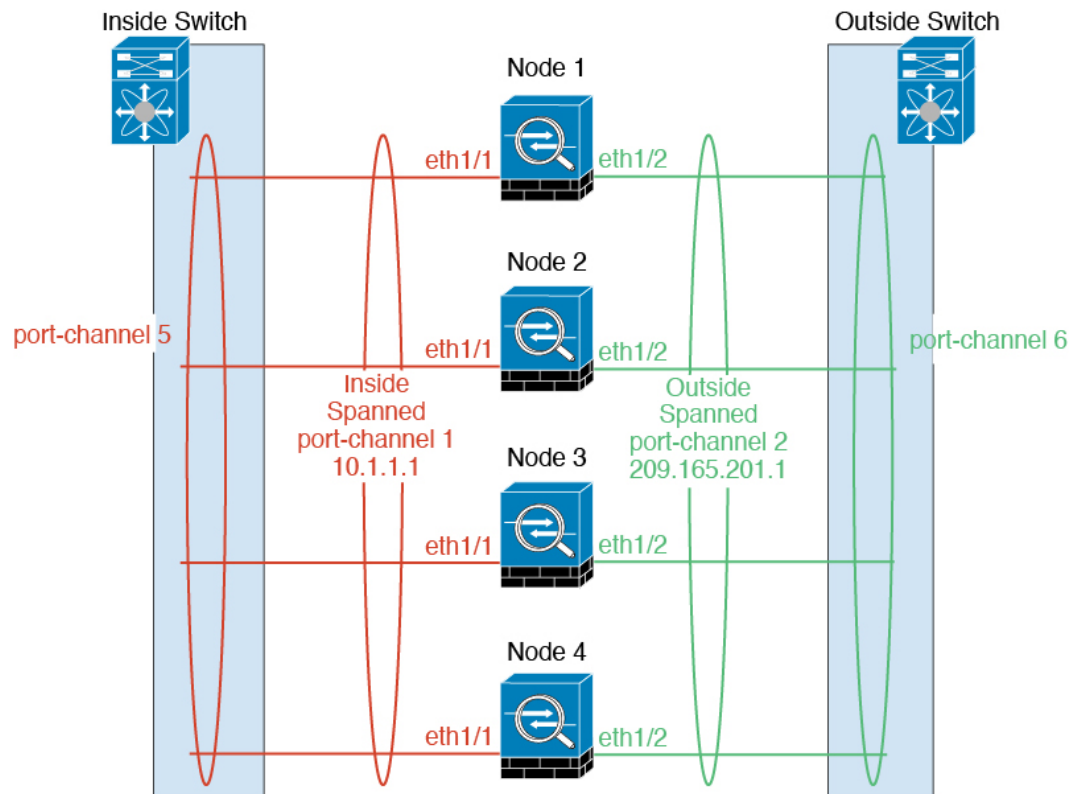 Inside Switch
Outside Switch
Node 1
eth1/1
eth1/2
Node 2
port-channel 5
eth1/1
eth1/2
port-channel 6
Inside
Spanned
port-channel 1
10.1.1.1
Outside
Spanned
port-channel 2
209.165.201.1
Node 3
eth1/1
eth1/2
Node 4
eth1/1
eth1/2